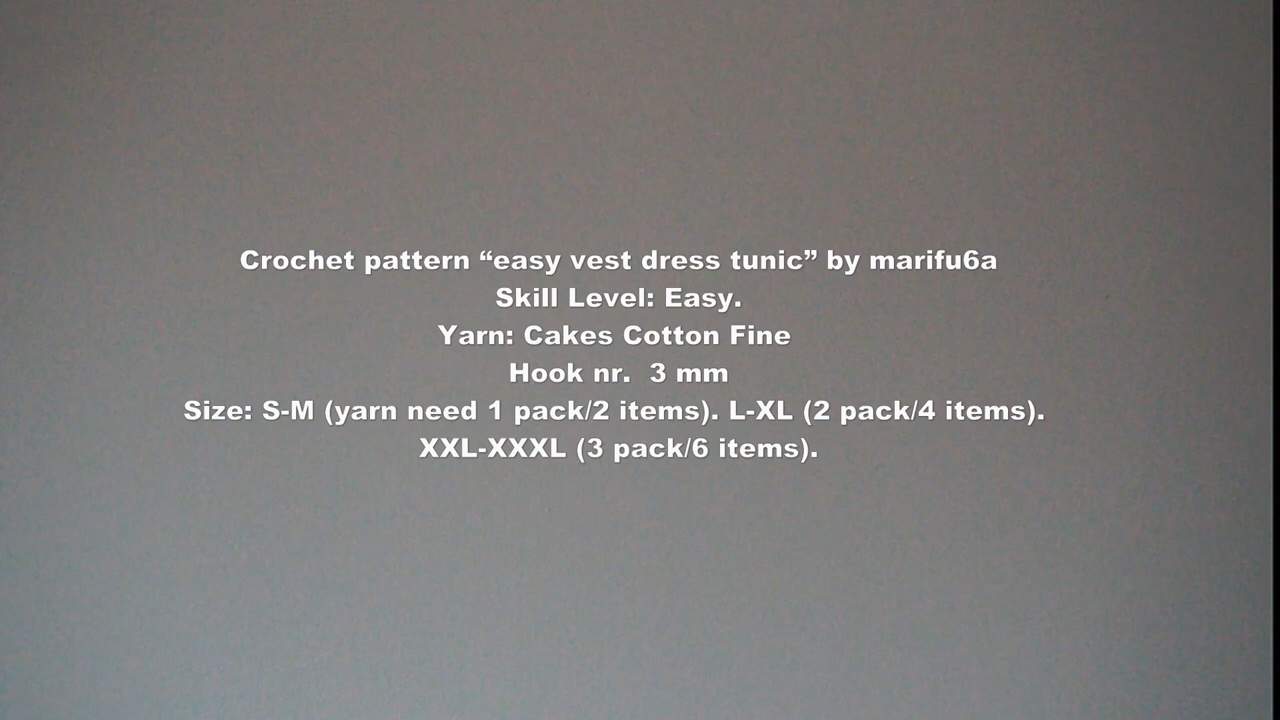 Crochet pattern “easy vest dress tunic” by marifu6a
Skill Level: Easy.
Yarn: Cakes Cotton Fine
Hook nr.  3 mm
Size: S-M (yarn need 1 pack/2 items). L-XL (2 pack/4 items).
XXL-XXXL (3 pack/6 items).